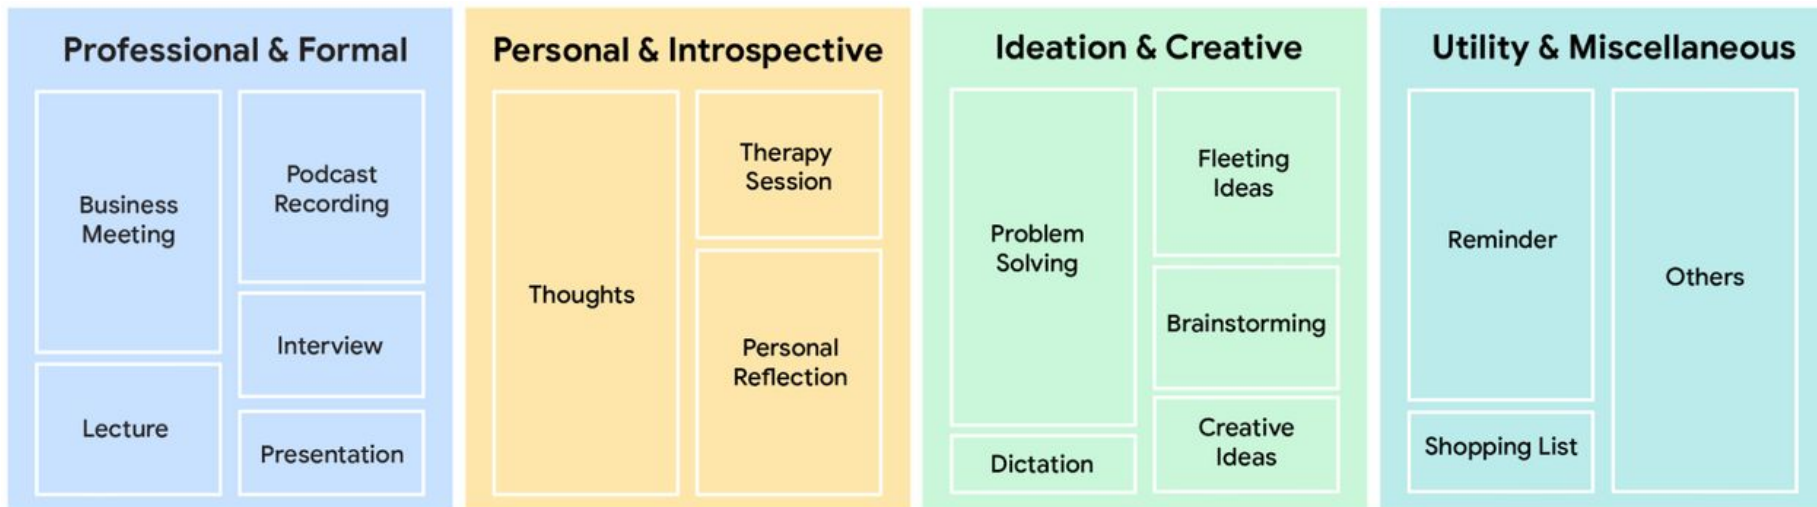 Professional & Formal
Business
Meeting
Lecture
Podcast
Recording
Interview
Presentation
Personal & Introspective
Thoughts
Therapy
Session
Personal
Reflection
Ideation & Creative
Problem
Solving
Dictation
Fleeting
Ideas
Brainstorming
Creative
Ideas
Utility & Miscellaneous
Reminder
Shopping List
Others